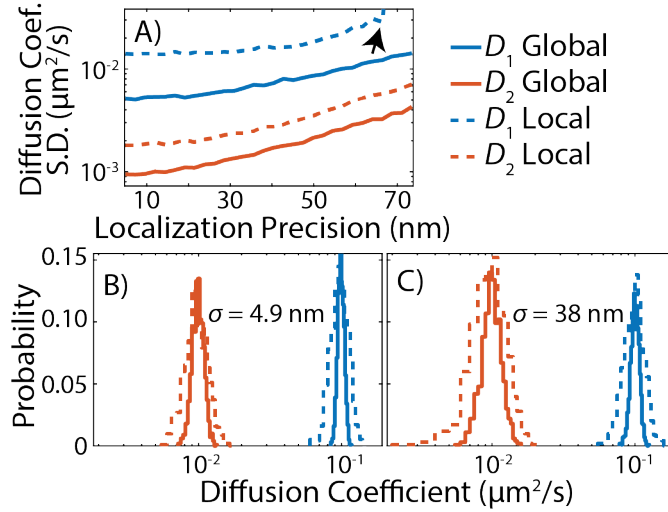 A)
Diffusion Coef.
S.D. (μm²/s)
10⁻²
10⁻³
10 30 50 70
Localization Precision (nm)
D₁ Global
D₂ Global
D₁ Local
D₂ Local
B)
C)
Probability
0.15
0.10
0.05
0
σ = 4.9 nm
σ = 38 nm
10⁻² 10⁻¹ 10⁻² 10⁻¹
Diffusion Coefficient (μm²/s)